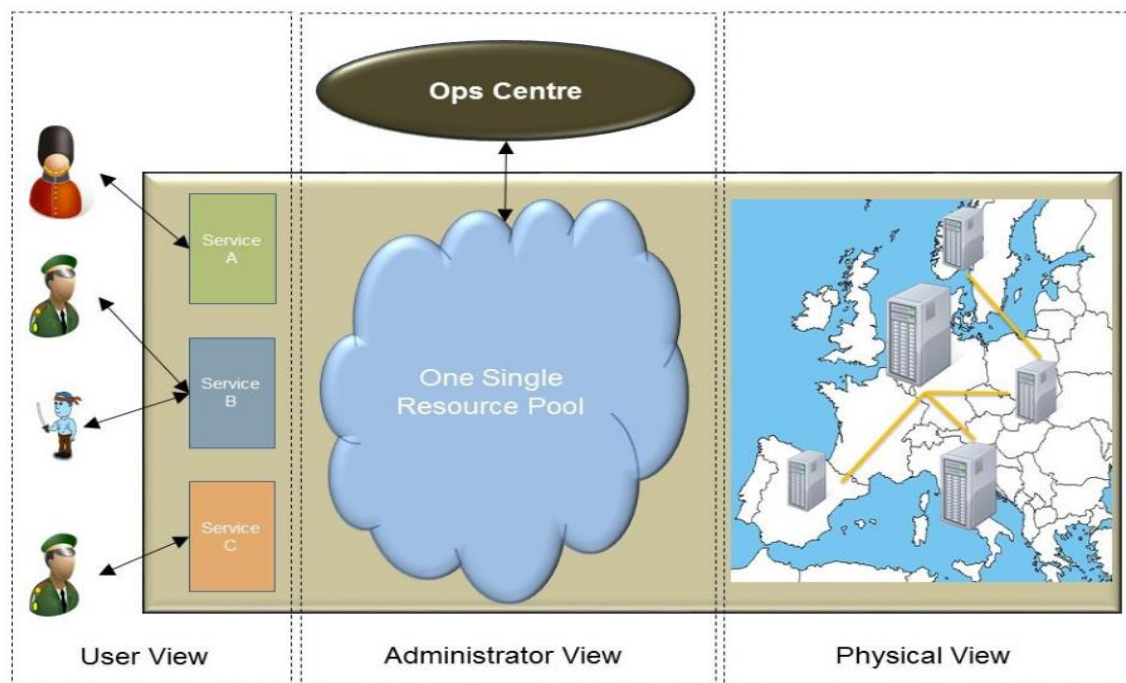 Ops Centre
Service
A
Service
B
Service
C
One Single
Resource Pool
User View
Administrator View
Physical View